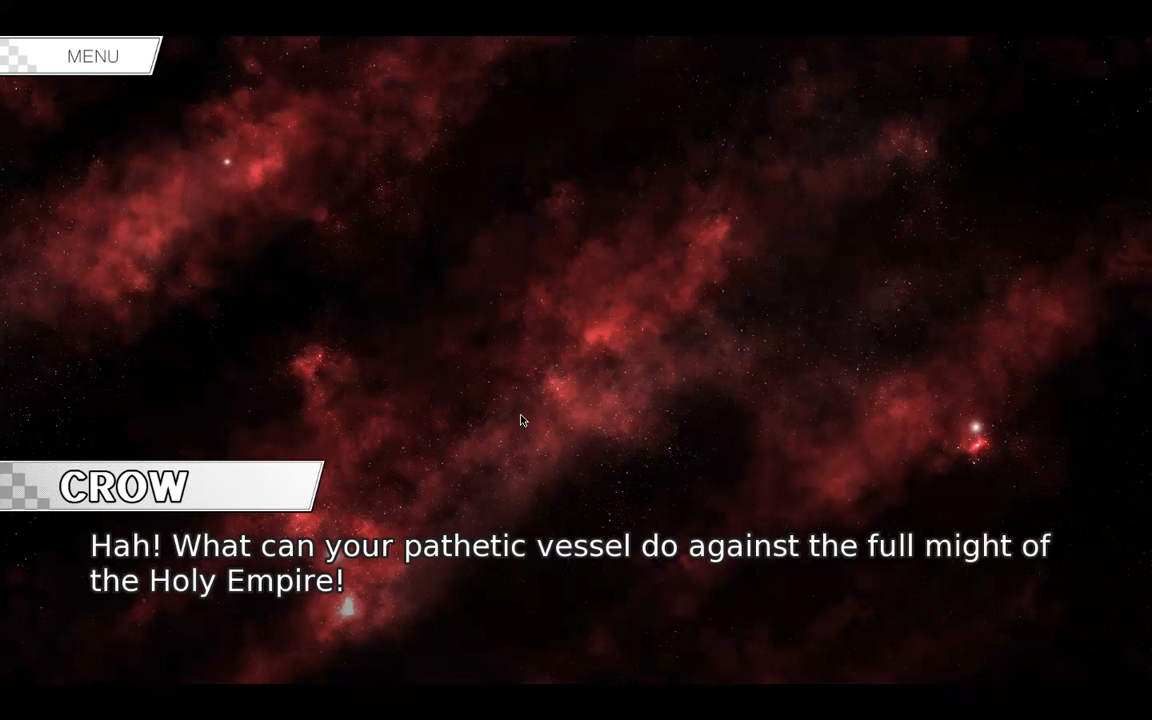 MENU
CROW
Hah! What can your pathetic vessel do against the full might of
the Holy Empire!